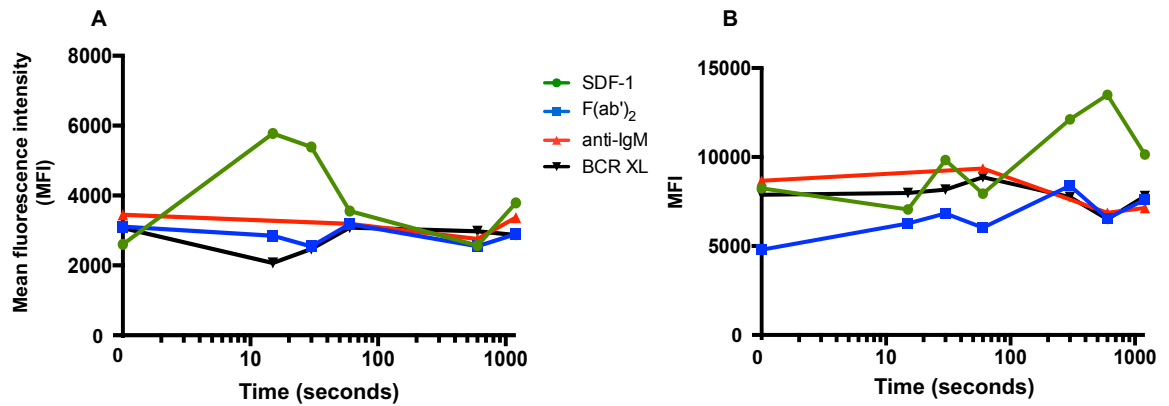 A
Mean fluorescence intensity
(MFI)
8000
6000
4000
2000
0
0 10 100 1000
Time (seconds)
SDF-1
F(ab')₂
anti-IgM
BCR XL
B
MFI
15000
10000
5000
0
0 10 100 1000
Time (seconds)